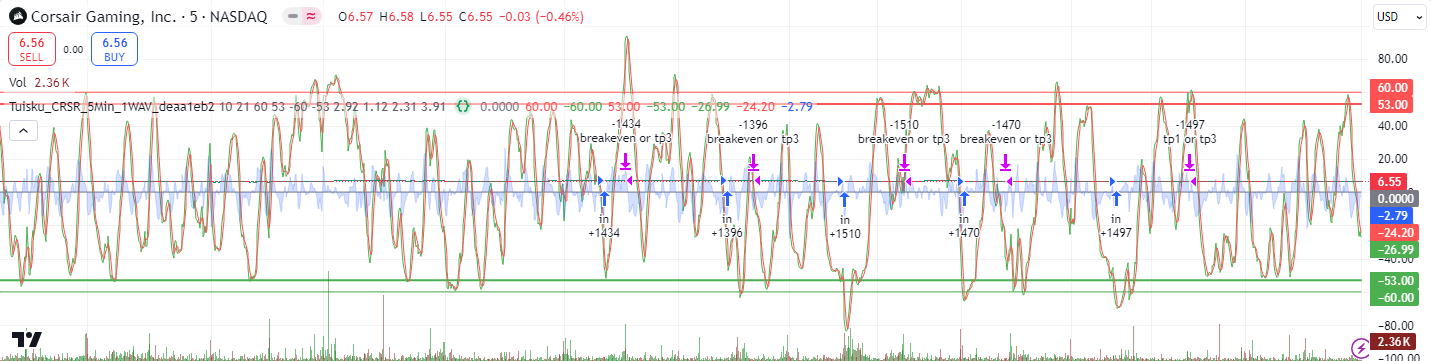 Corsair Gaming, Inc. · 5 · NASDAQ O6.57 H6.58 L6.55 C6.55 −0.03 (−0.46%)
USD
6.56 SELL
0.00
6.56 BUY
Vol 2.36 K
Tuisku_CRSR_5Min_1WAV_deaa1eb2 10 21 60 53 -60 -53 2.92 1.12 2.31 3.91 0.0000 60.00 −60.00 53.00 −53.00 −26.99 −24.20 −2.79
-1434
breakeven or tp3
-1396
breakeven or tp3
-1510
breakeven or tp3
-1470
breakeven or tp3
-1497
tp1 or tp3
in
+1434
in
+1396
in
+1510
in
+1470
in
+1497
80.00
60.00
53.00
40.00
20.00
6.55
0.0000
−2.79
−24.20
−26.99
−40.00
−53.00
−60.00
−80.00
2.36 K
−100.00